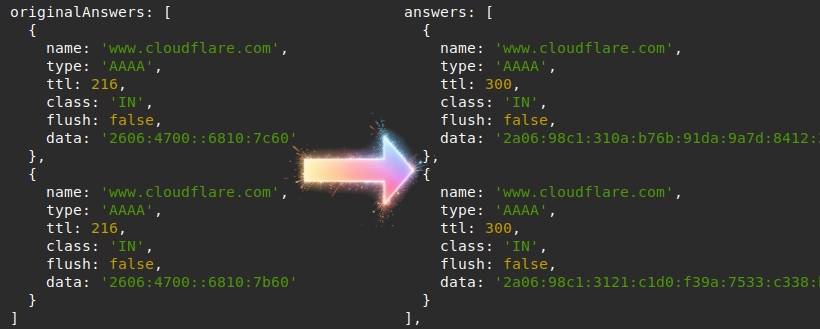 originalAnswers: [
{
name: 'www.cloudflare.com',
type: 'AAAA',
ttl: 216,
class: 'IN',
flush: false,
data: '2606:4700::6810:7c60'
},
{
name: 'www.cloudflare.com',
type: 'AAAA',
ttl: 216,
class: 'IN',
flush: false,
data: '2606:4700::6810:7b60'
}
]
answers: [
{
name: 'www.cloudflare.com',
type: 'AAAA',
ttl: 300,
class: 'IN',
flush: false,
data: '2a06:98c1:310a:b76b:91da:9a7d:8412:
},
{
name: 'www.cloudflare.com',
type: 'AAAA',
ttl: 300,
class: 'IN',
flush: false,
data: '2a06:98c1:3121:c1d0:f39a:7533:c338:
}
],